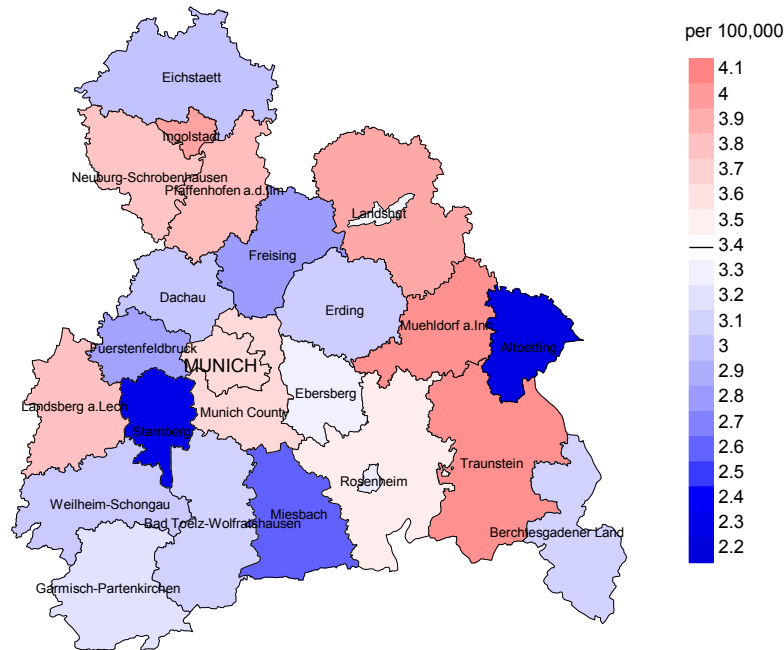 per 100,000
4.1
4
3.9
3.8
3.7
3.6
3.5
3.4
3.3
3.2
3.1
3
2.9
2.8
2.7
2.6
2.5
2.4
2.3
2.2
Eichstaett
Ingolstadt
Neuburg-Schrobenhausen
Pfaffenhofen a.d.Ilm
Landshut
Freising
Dachau
Erding
Muehldorf a.Inn
Altoetting
Fuerstenfeldbruck
MUNICH
Ebersberg
Landsberg a.Lech
Munich County
Starnberg
Traunstein
Rosenheim
Weilheim-Schongau
Miesbach
Bad Toelz-Wolfratshausen
Berchtesgadener Land
Garmisch-Partenkirchen